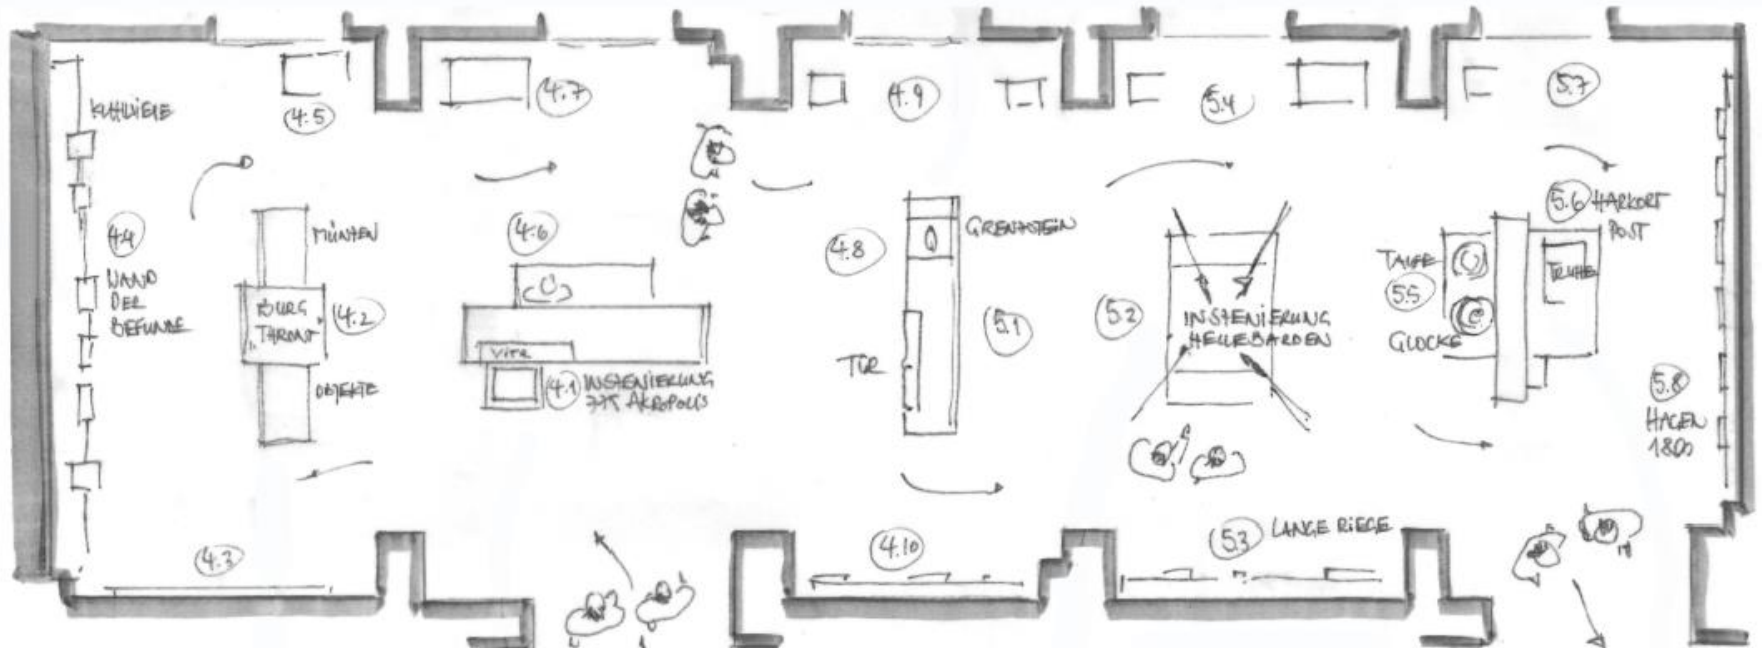 4.5
4.7
4.9
5.4
5.7
4.4
WAND
DER
BEFUNDE
MÜNZEN
BURG
THRONT
4.2
OBJEKTE
4.3
4.6
VITR.
4.1
INSZENIERUNG
AKROPOLIS
4.8
GRENZSTEIN
TÜR
5.1
4.10
5.2
INSZENIERUNG
HELLEBARDEN
5.3 LANGE RIEGE
TAUFE
5.5
GLOCKE
5.6 HARKORT
POST
TRUHE
5.8
HAGEN
1800